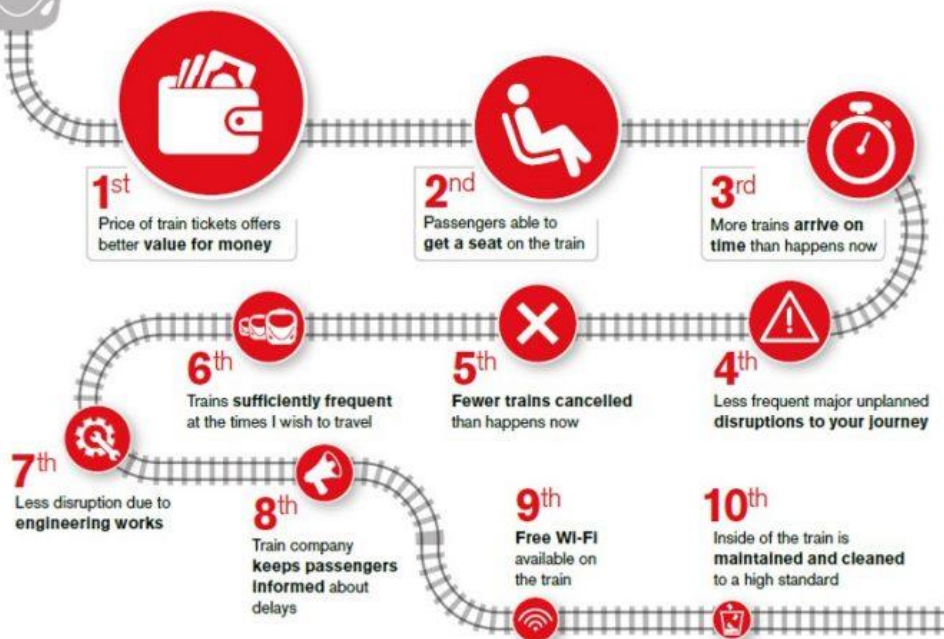 1st
Price of train tickets offers
better value for money
2nd
Passengers able to
get a seat on the train
3rd
More trains arrive on
time than happens now
4th
Less frequent major unplanned
disruptions to your journey
5th
Fewer trains cancelled
than happens now
6th
Trains sufficiently frequent
at the times I wish to travel
7th
Less disruption due to
engineering works
8th
Train company
keeps passengers
informed about
delays
9th
Free Wi-Fi
available on
the train
10th
Inside of the train is
maintained and cleaned
to a high standard